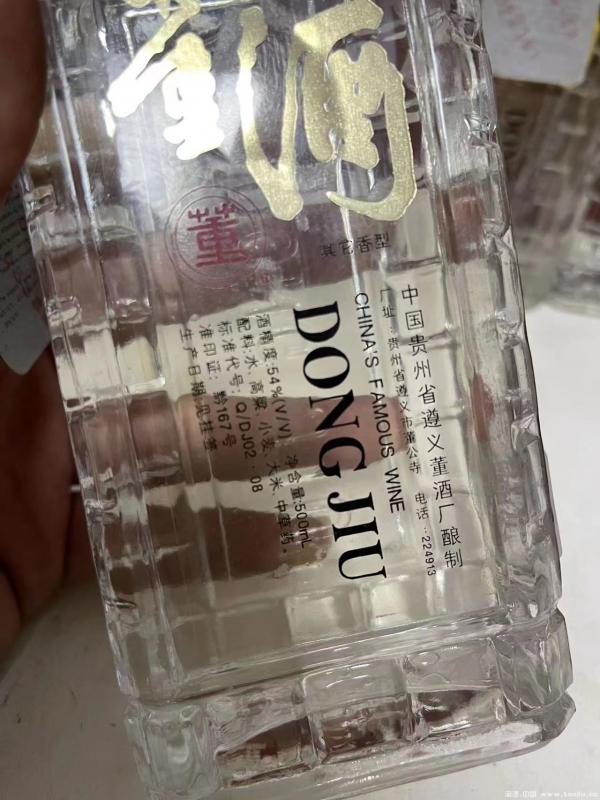 董酒
董
其它香型
中国贵州省遵义董酒厂酿制
厂址:贵州省遵义市董公寺 电话:224913
CHINA'S FAMOUS WINE
DONG JIU
酒精度:54%(V/V) 净含量:500mL
配料:水、高粱、小麦、大米、中草药。
标准代号:Q/DJ02·08
准印证:黔167号
生产日期:见挂签